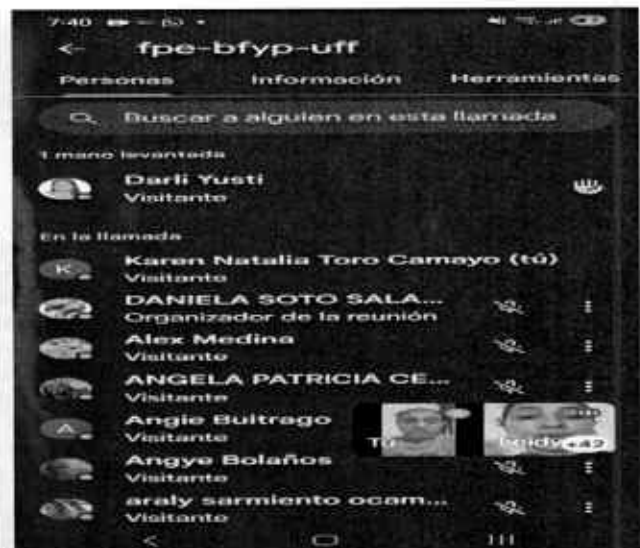 7:40
fpe-bfyp-uff
Personas Información Herramientas
Buscar a alguien en esta llamada
1 mano levantada
Darli Yusti
Visitante
En la llamada
K
Karen Natalia Toro Camayo (tú)
Visitante
DANIELA SOTO SALA...
Organizador de la reunión
Alex Medina
Visitante
ANGELA PATRICIA CE...
Visitante
A
Angie Buitrago
Visitante
Tú
Angye Bolaños
Visitante
araly sarmiento ocam...
Visitante